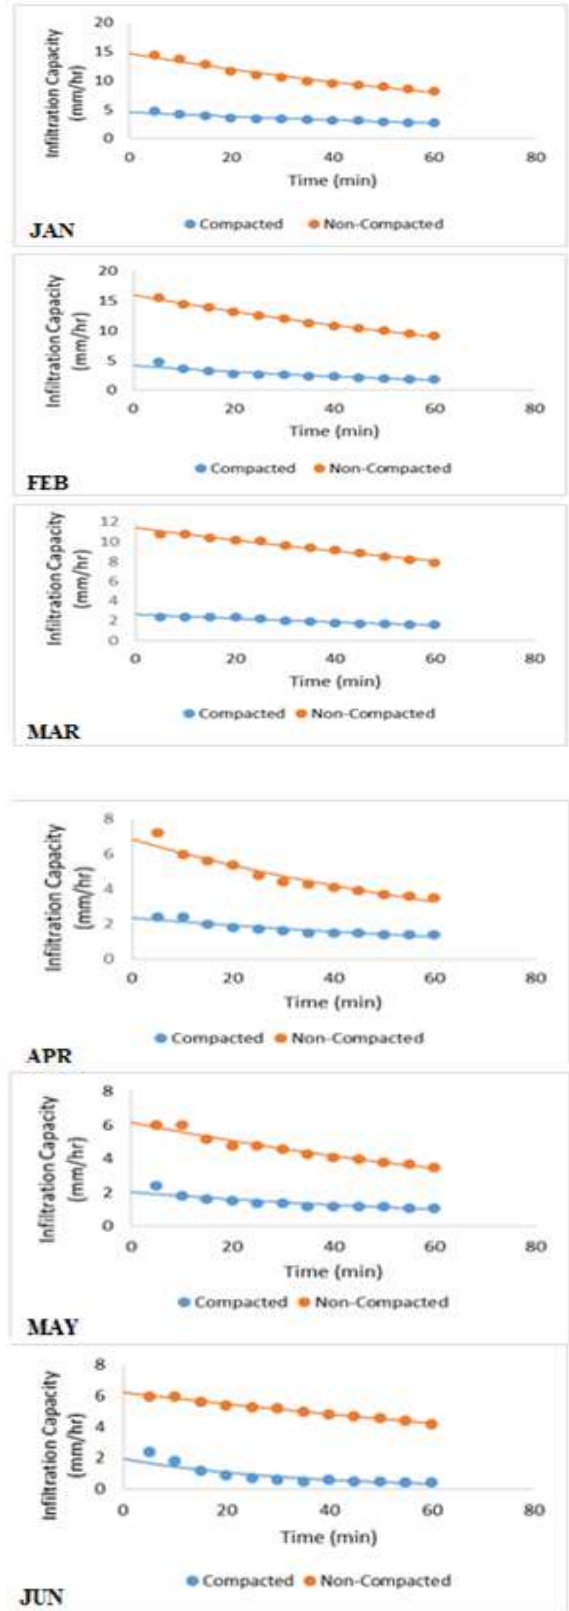 20
15
10
5
0
0 20 40 60 80
Infiltration Capacity
(mm/hr)
Time (min)
Compacted Non-Compacted
JAN
20
15
10
5
0
0 20 40 60 80
Infiltration Capacity
(mm/hr)
Time (min)
Compacted Non-Compacted
FEB
12
10
8
6
4
2
0
0 20 40 60 80
Infiltration Capacity
(mm/hr)
Time (min)
Compacted Non-Compacted
MAR
8
6
4
2
0
0 20 40 60 80
Infiltration Capacity
(mm/hr)
Time (min)
Compacted Non-Compacted
APR
8
6
4
2
0
0 20 40 60 80
Infiltration Capacity
(mm/hr)
Time (min)
Compacted Non-Compacted
MAY
8
6
4
2
0
0 20 40 60 80
Infiltration Capacity
(mm/hr)
Time (min)
Compacted Non-Compacted
JUN